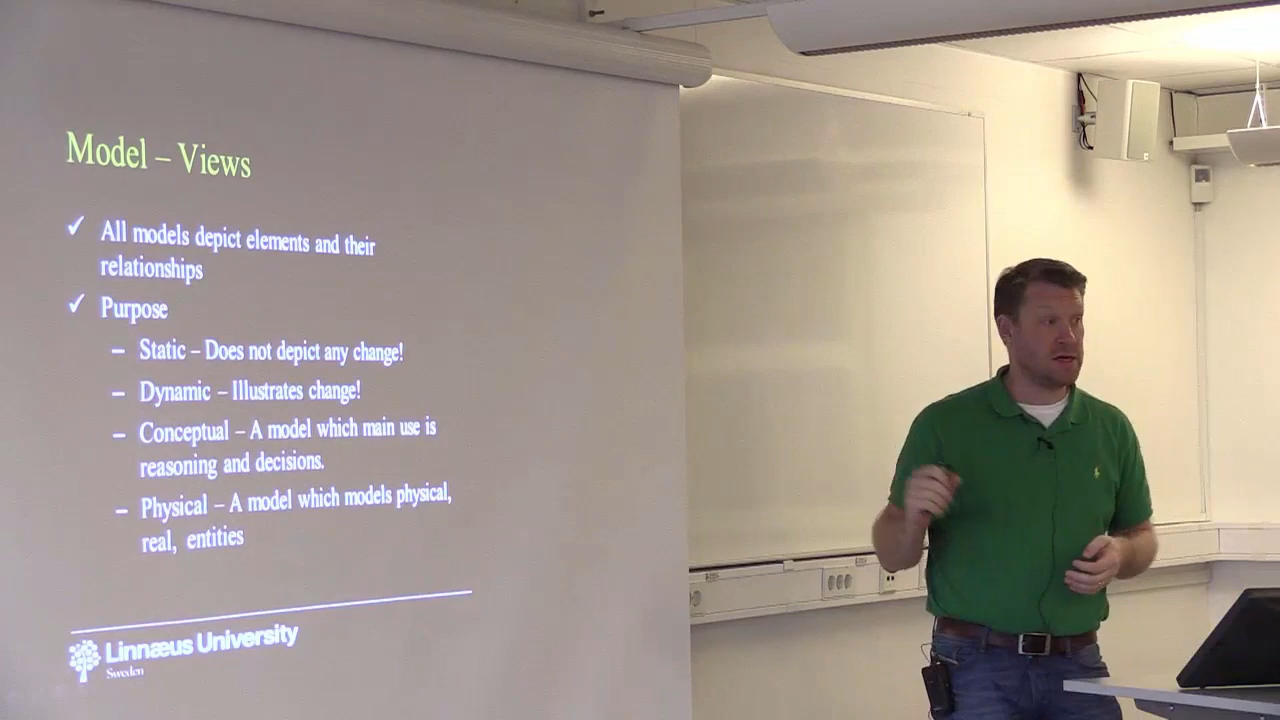 Model – Views
✓ All models depict elements and their
relationships
✓ Purpose
– Static – Does not depict any change!
– Dynamic – Illustrates change!
– Conceptual – A model which main use is
reasoning and decisions.
– Physical – A model which models physical,
real, entities
Linnæus University
Sweden